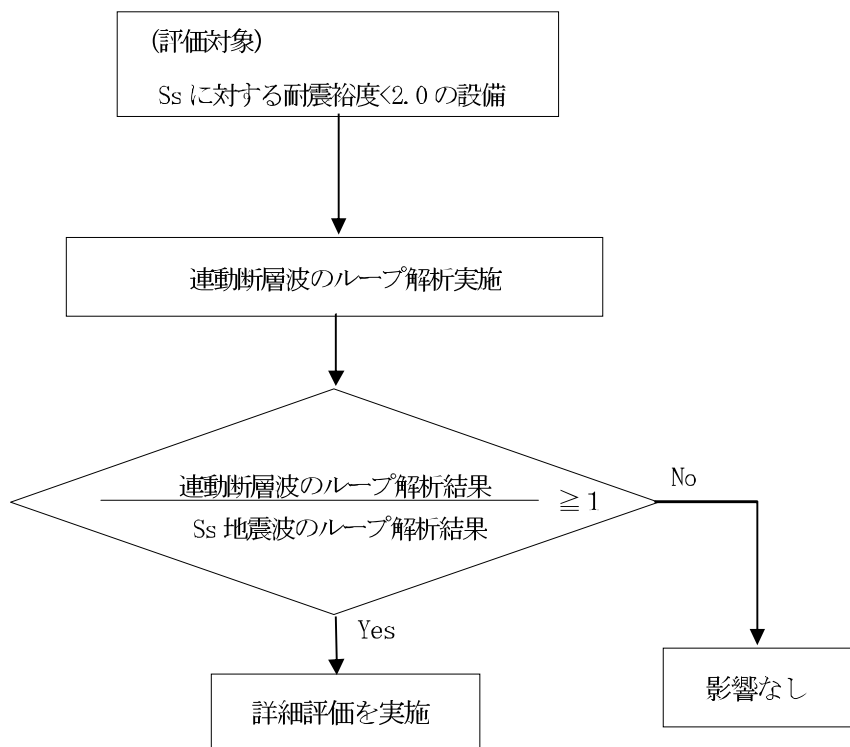 (評価対象)
Ss に対する耐震裕度<2.0 の設備
連動断層波のループ解析実施
連動断層波のループ解析結果
≧1
Ss 地震波のループ解析結果
No
Yes
影響なし
詳細評価を実施